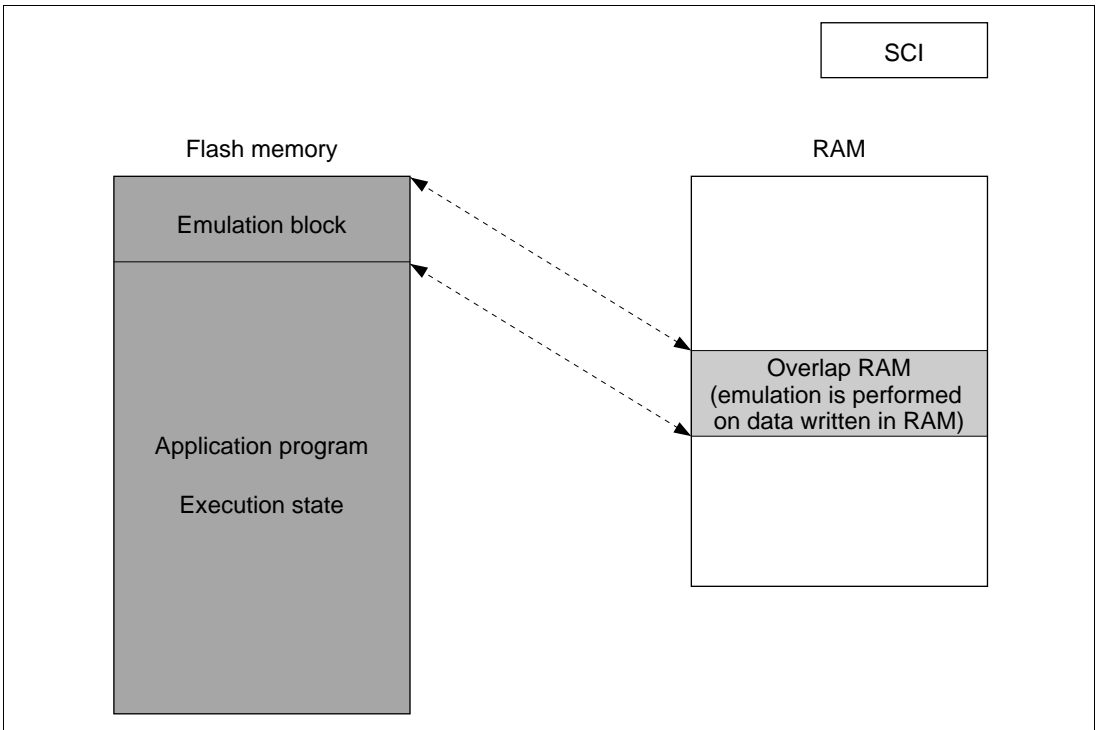 SCI
Flash memory
RAM
Emulation block
Overlap RAM
(emulation is performed
on data written in RAM)
Application program
Execution state